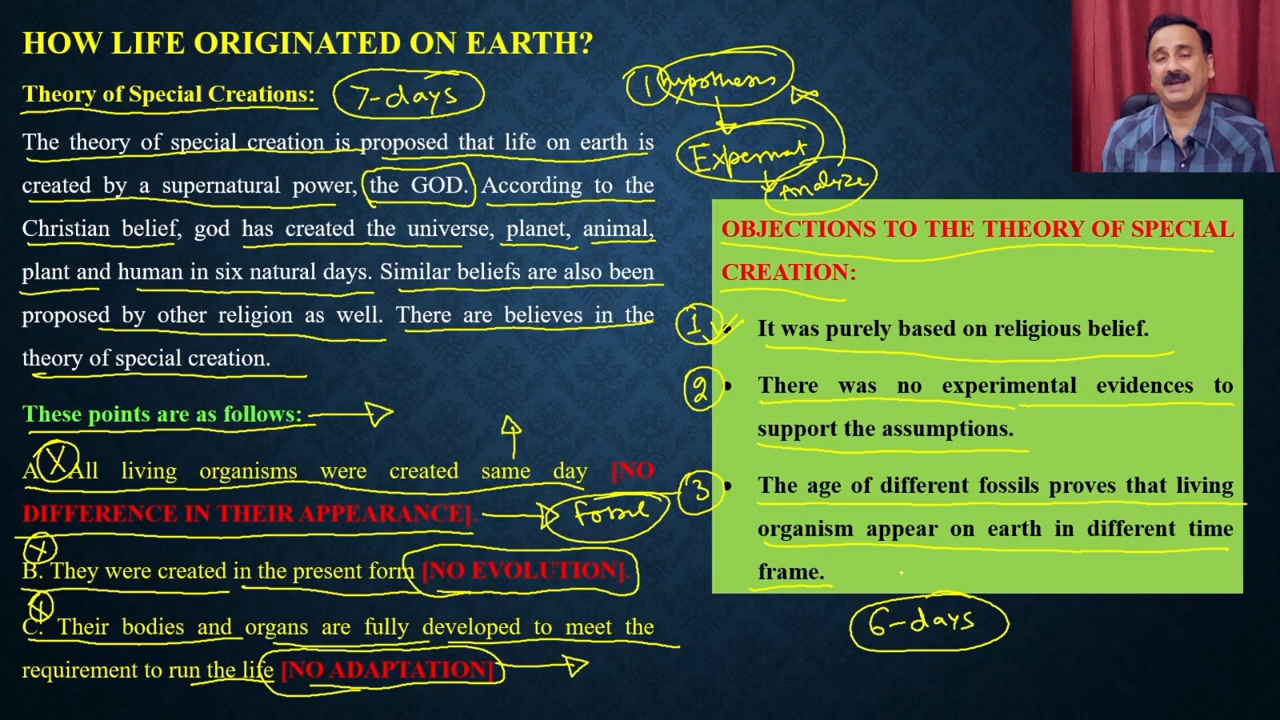 HOW LIFE ORIGINATED ON EARTH?
Theory of Special Creations: 7-days
The theory of special creation is proposed that life on earth is
created by a supernatural power, the GOD. According to the
Christian belief, god has created the universe, planet, animal,
plant and human in six natural days. Similar beliefs are also been
proposed by other religion as well. There are believes in the
theory of special creation.
These points are as follows:
A. All living organisms were created same day [NO
DIFFERENCE IN THEIR APPEARANCE]. fossil
B. They were created in the present form [NO EVOLUTION].
C. Their bodies and organs are fully developed to meet the
requirement to run the life [NO ADAPTATION]
1 hypothesis
Analyze
OBJECTIONS TO THE THEORY OF SPECIAL
CREATION:
1 • It was purely based on religious belief.
2 • There was no experimental evidences to
support the assumptions.
3 • The age of different fossils proves that living
organism appear on earth in different time
frame.
6-days